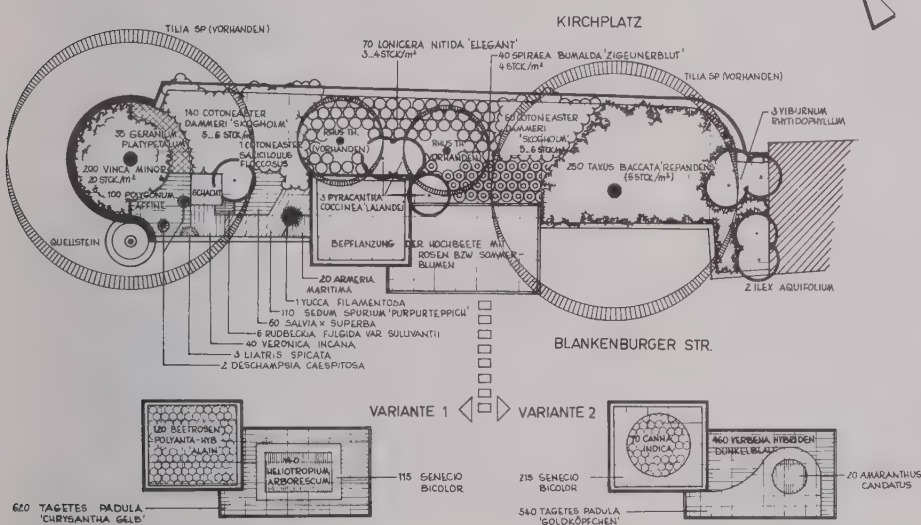 KIRCHPLATZ
TILIA SP (VORHANDEN)
70 LONICERA NITIDA 'ELEGANT'
3...4 STCK/m²
40 SPIRAEA BUMALDA 'ZIGEUNERBLUT'
4 STCK/m²
TILIA SP (VORHANDEN)
3 VIBURNUM
RHYTIDOPHYLLUM
140 COTONEASTER
DAMMERI 'SKOGHOLM'
5...6 STCK/m²
35 GERANIUM
PLATYPETALUM
1 COTONEASTER
SALICIFOLIUS
FLOCCOSUS
200 VINCA MINOR
20 STCK/m²
100 POLYGONUM
AFFINE
SCHACHT
QUELLSTEIN
RHUS TH.
(VORHANDEN)
RHUS TH.
(VORHANDEN)
60 COTONEASTER
DAMMERI
'SKOGHOLM'
5...6 STCK/m²
250 TAXUS BACCATA 'REPANDENS'
(6 STCK/m²)
3 PYRACANTHA
COCCINEA 'LALANDEI'
BEPFLANZUNG DER HOCHBEETE MIT
ROSEN BZW SOMMER-
BLUMEN
2 ILEX AQUIFOLIUM
20 ARMERIA
MARITIMA
1 YUCCA FILAMENTOSA
110 SEDUM SPURIUM 'PURPURTEPPICH'
60 SALVIA × SUPERBA
6 RUDBECKIA FULGIDA VAR SULLIVANTII
40 VERONICA INCANA
3 LIATRIS SPICATA
2 DESCHAMPSIA CAESPITOSA
BLANKENBURGER STR.
VARIANTE 1
VARIANTE 2
120 BEETROSEN
POLYANTA-HYB
ALAIN
140
HELIOTROPIUM
ARBORESCUM
115 SENECIO
BICOLOR
620 TAGETES PADULA
'CHRYSANTHA GELB'
70 CANNA
INDICA
460 VERBENA HYBRIDEN
DUNKELBLAU
215 SENECIO
BICOLOR
20 AMARANTHUS
CANDATUS
540 TAGETES PADULA
'GOLDKÖPFCHEN'